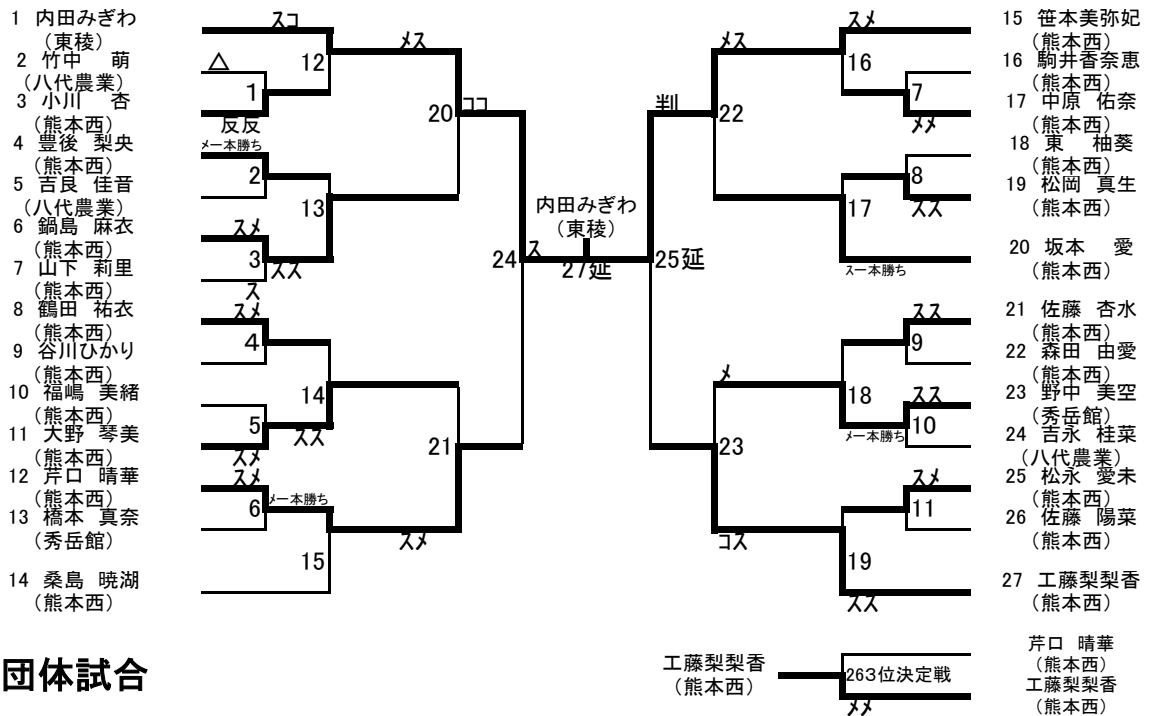 1 内田みぎわ
（東稜）
2 竹中　萌
（八代農業）
3 小川　杏
（熊本西）
4 豊後 梨央
（熊本西）
5 吉良 佳音
（八代農業）
6 鍋島 麻衣
（熊本西）
7 山下 莉里
（熊本西）
8 鶴田 祐衣
（熊本西）
9 谷川ひかり
（熊本西）
10 福嶋 美緒
（熊本西）
11 大野 琴美
（熊本西）
12 芹口 晴華
（熊本西）
13 橋本 真奈
（秀岳館）
14 桑島 暁湖
（熊本西）
スコ
△
12
1
反反
メー本勝ち
2
13
スメ
3
スス
ス
スメ
4
14
5
スス
スメ
スメ
メー本勝ち
6
15
メス
20
ココ
21
スメ
24
ス
内田みぎわ
（東稜）
27延
判
25延
メス
22
スメ
16
7
メメ
8
17
スス
スー本勝ち
メ
23
コス
スス
9
18
スス
メー本勝ち
10
スメ
11
19
スス
15 笹本美弥妃
（熊本西）
16 駒井香奈恵
（熊本西）
17 中原 佑奈
（熊本西）
18 東　柚葵
（熊本西）
19 松岡 真生
（熊本西）
20 坂本　愛
（熊本西）
21 佐藤 杏水
（熊本西）
22 森田 由愛
（熊本西）
23 野中 美空
（秀岳館）
24 吉永 桂菜
（八代農業）
25 松永 愛未
（熊本西）
26 佐藤 陽菜
（熊本西）
27 工藤梨梨香
（熊本西）
団体試合
工藤梨梨香
（熊本西）
263位決定戦
メメ
芹口 晴華
（熊本西）
工藤梨梨香
（熊本西）